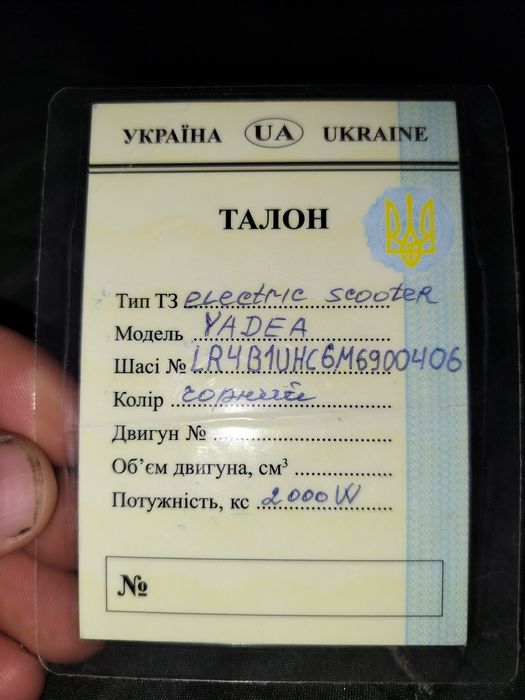 УКРАЇНА UA UKRAINE
ТАЛОН
Тип ТЗ electric scooter
Модель YADEA
Шасі № LR4B1UHC6M6900406
Колір чорний
Двигун №
Об'єм двигуна, см³
Потужність, кс 2000W
№